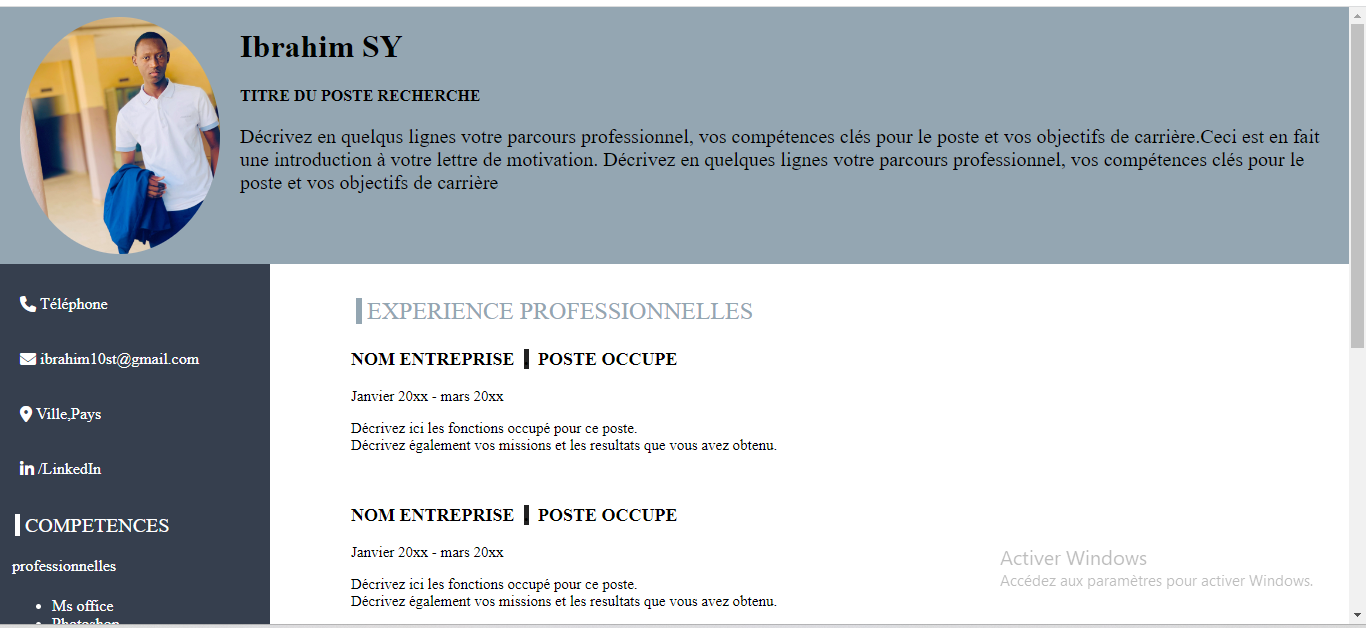 Ibrahim SY
TITRE DU POSTE RECHERCHE
Décrivez en quelqus lignes votre parcours professionnel, vos compétences clés pour le poste et vos objectifs de carrière.Ceci est en fait
une introduction à votre lettre de motivation. Décrivez en quelques lignes votre parcours professionnel, vos compétences clés pour le
poste et vos objectifs de carrière
Téléphone
ibrahim10st@gmail.com
Ville,Pays
in /LinkedIn
COMPETENCES
professionnelles
• Ms office
• Photoshop
EXPERIENCE PROFESSIONNELLES
NOM ENTREPRISE ▐ POSTE OCCUPE
Janvier 20xx - mars 20xx
Décrivez ici les fonctions occupé pour ce poste.
Décrivez également vos missions et les resultats que vous avez obtenu.
NOM ENTREPRISE ▐ POSTE OCCUPE
Janvier 20xx - mars 20xx
Décrivez ici les fonctions occupé pour ce poste.
Décrivez également vos missions et les resultats que vous avez obtenu.
Activer Windows
Accédez aux paramètres pour activer Windows.